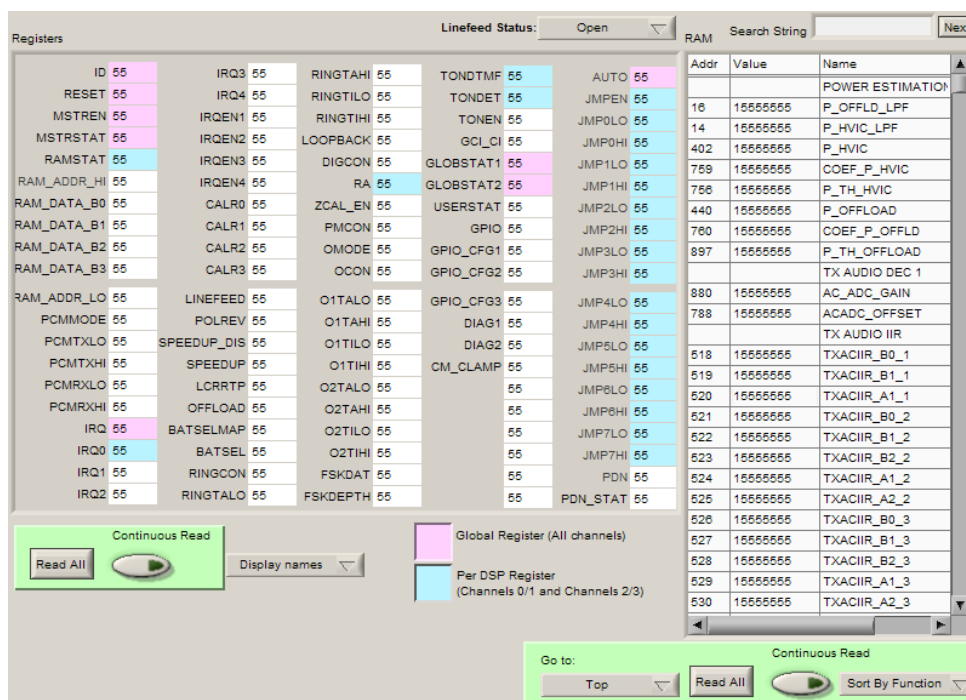 Registers
Linefeed Status: Open
ID 55 IRQ3 55 RINGTAHI 55 TONDTMF 55 AUTO 55
RESET 55 IRQ4 55 RINGTILO 55 TONDET 55 JMPEN 55
MSTREN 55 IRQEN1 55 RINGTIHI 55 TONEN 55 JMP0LO 55
MSTRSTAT 55 IRQEN2 55 LOOPBACK 55 GCI_CI 55 JMP0HI 55
RAMSTAT 55 IRQEN3 55 DIGCON 55 GLOBSTAT1 55 JMP1LO 55
RAM_ADDR_HI 55 IRQEN4 55 RA 55 GLOBSTAT2 55 JMP1HI 55
RAM_DATA_B0 55 CALR0 55 ZCAL_EN 55 USERSTAT 55 JMP2LO 55
RAM_DATA_B1 55 CALR1 55 PMCON 55 GPIO 55 JMP2HI 55
RAM_DATA_B2 55 CALR2 55 OMODE 55 GPIO_CFG1 55 JMP3LO 55
RAM_DATA_B3 55 CALR3 55 OCON 55 GPIO_CFG2 55 JMP3HI 55
RAM_ADDR_LO 55 LINEFEED 55 O1TALO 55 GPIO_CFG3 55 JMP4LO 55
PCMMODE 55 POLREV 55 O1TAHI 55 DIAG1 55 JMP4HI 55
PCMTXLO 55 SPEEDUP_DIS 55 O1TILO 55 DIAG2 55 JMP5LO 55
PCMTXHI 55 SPEEDUP 55 O1TIHI 55 CM_CLAMP 55 JMP5HI 55
PCMRXLO 55 LCRRTP 55 O2TALO 55 55 JMP6LO 55
PCMRXHI 55 OFFLOAD 55 O2TAHI 55 55 JMP6HI 55
IRQ 55 BATSELMAP 55 O2TILO 55 55 JMP7LO 55
IRQ0 55 BATSEL 55 O2TIHI 55 55 JMP7HI 55
IRQ1 55 RINGCON 55 FSKDAT 55 55 PDN 55
IRQ2 55 RINGTALO 55 FSKDEPTH 55 55 PDN_STAT 55
Continuous Read
Read All
Display names
Global Register (All channels)
Per DSP Register
(Channels 0/1 and Channels 2/3)
RAM Search String Nex
Addr Value Name
POWER ESTIMATION
16 15555555 P_OFFLD_LPF
14 15555555 P_HVIC_LPF
402 15555555 P_HVIC
759 15555555 COEF_P_HVIC
756 15555555 P_TH_HVIC
440 15555555 P_OFFLOAD
760 15555555 COEF_P_OFFLD
897 15555555 P_TH_OFFLOAD
TX AUDIO DEC 1
880 15555555 AC_ADC_GAIN
788 15555555 ACADC_OFFSET
TX AUDIO IIR
518 15555555 TXACIIR_B0_1
519 15555555 TXACIIR_B1_1
520 15555555 TXACIIR_A1_1
521 15555555 TXACIIR_B0_2
522 15555555 TXACIIR_B1_2
523 15555555 TXACIIR_B2_2
524 15555555 TXACIIR_A1_2
525 15555555 TXACIIR_A2_2
526 15555555 TXACIIR_B0_3
527 15555555 TXACIIR_B1_3
528 15555555 TXACIIR_B2_3
529 15555555 TXACIIR_A1_3
530 15555555 TXACIIR_A2_3
Go to:
Top
Read All
Continuous Read
Sort By Function